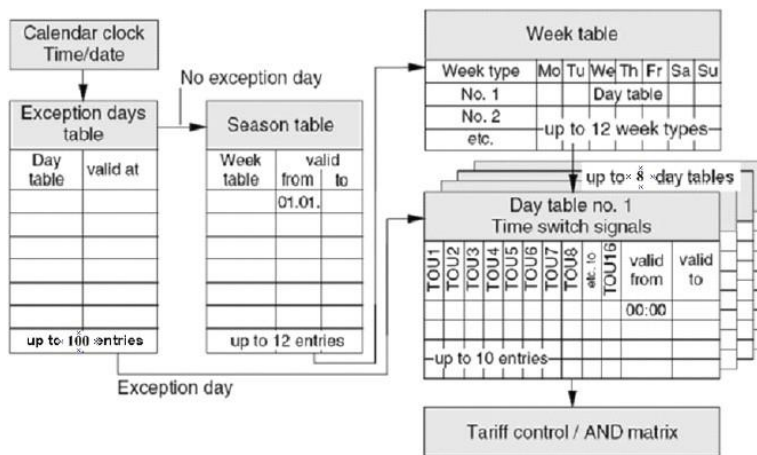 Calendar clock
Time/date
No exception day
Exception days
table
Day
table
valid at
up to 100 entries
Season table
Week
table
valid
from
to
01.01.
up to 12 entries
Exception day
Week table
Week type
Mo
Tu
We
Th
Fr
Sa
Su
No. 1
Day table
No. 2
etc.
up to 12 week types
up to 8 day tables
Day table no. 1
Time switch signals
TOU1
TOU2
TOU3
TOU4
TOU5
TOU6
TOU7
TOU8
etc. to
TOU16
valid
from
valid
to
00:00
up to 10 entries
Tariff control / AND matrix